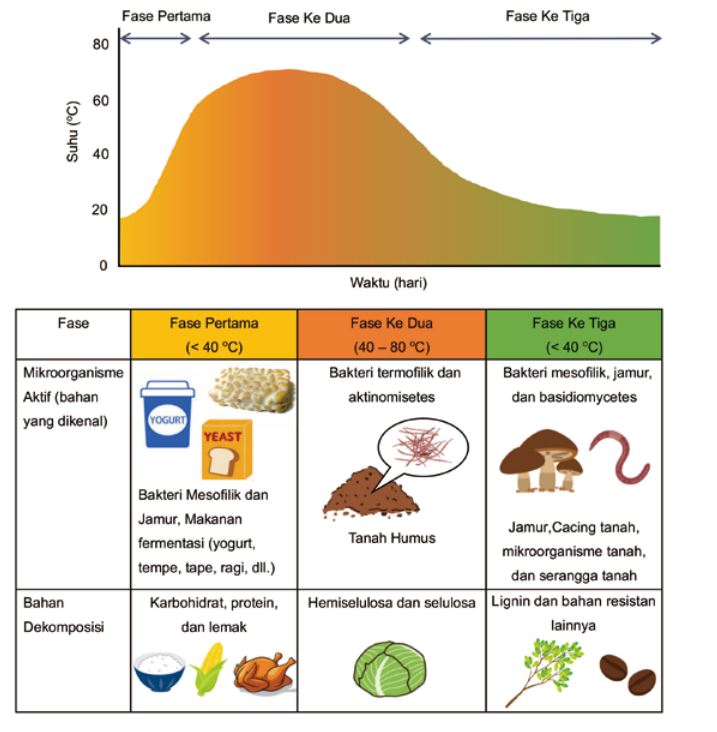 Fase Pertama
Fase Ke Dua
Fase Ke Tiga
80
60
40
20
0
Suhu (°C)
Waktu (hari)
Fase
Fase Pertama
(< 40 °C)
Fase Ke Dua
(40 – 80 °C)
Fase Ke Tiga
(< 40 °C)
Mikroorganisme
Aktif (bahan
yang dikenal)
YOGURT
YEAST
Bakteri Mesofilik dan
Jamur, Makanan
fermentasi (yogurt,
tempe, tape, ragi, dll.)
Bakteri termofilik dan
aktinomisetes
Tanah Humus
Bakteri mesofilik, jamur,
dan basidiomycetes
Jamur,Cacing tanah,
mikroorganisme tanah,
dan serangga tanah
Bahan
Dekomposisi
Karbohidrat, protein,
dan lemak
Hemiselulosa dan selulosa
Lignin dan bahan resistan
lainnya